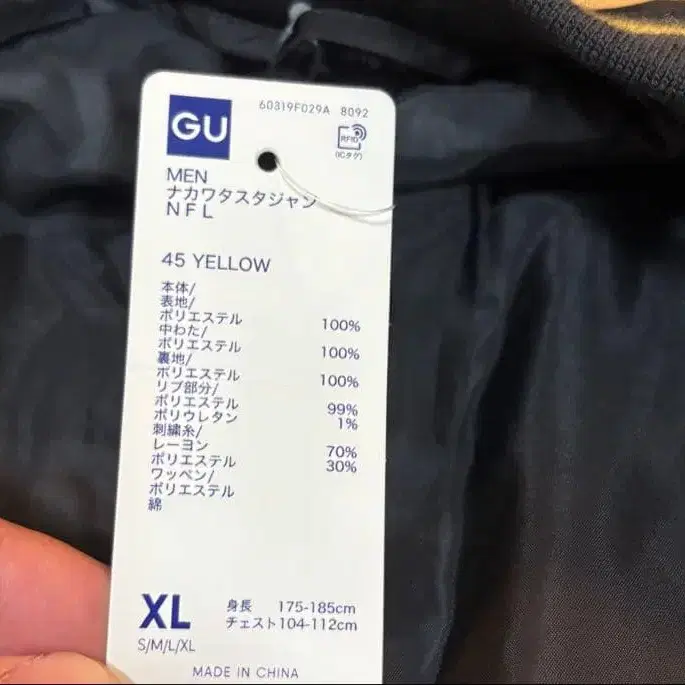 GU
60319F029A 8092
RFID
(ICタグ)
MEN
ナカワタスタジャン
NFL
45 YELLOW
本体/
表地/
ポリエステル 100%
中わた/
ポリエステル 100%
裏地/
ポリエステル 100%
リブ部分/
ポリエステル 99%
ポリウレタン 1%
刺繍糸/
レーヨン 70%
ポリエステル 30%
ワッペン/
ポリエステル
綿
XL 身長 175-185cm
チェスト 104-112cm
S/M/L/XL
MADE IN CHINA